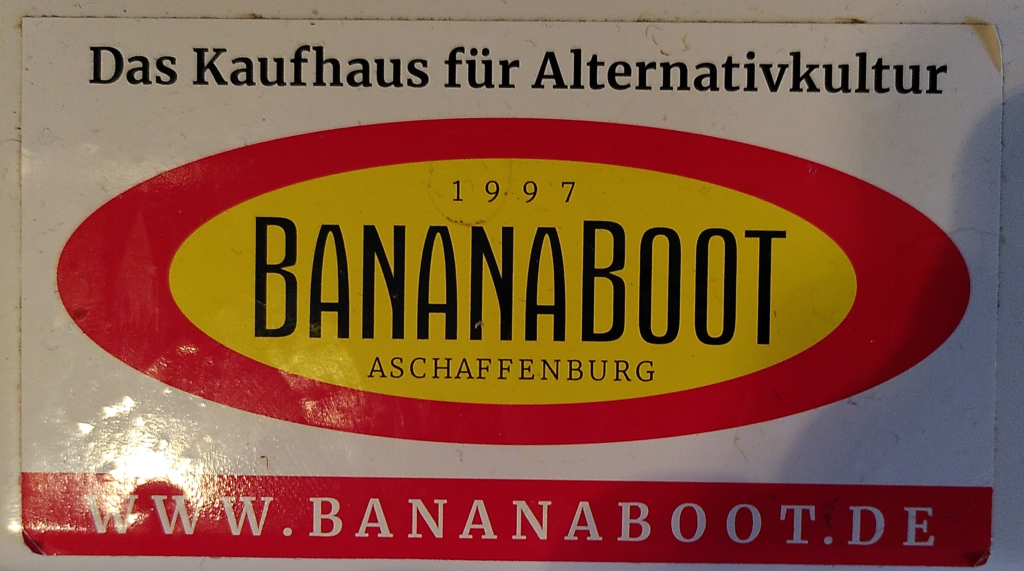 Das Kaufhaus für Alternativkultur
1997
BANANABOOT
ASCHAFFENBURG
WWW.BANANABOOT.DE